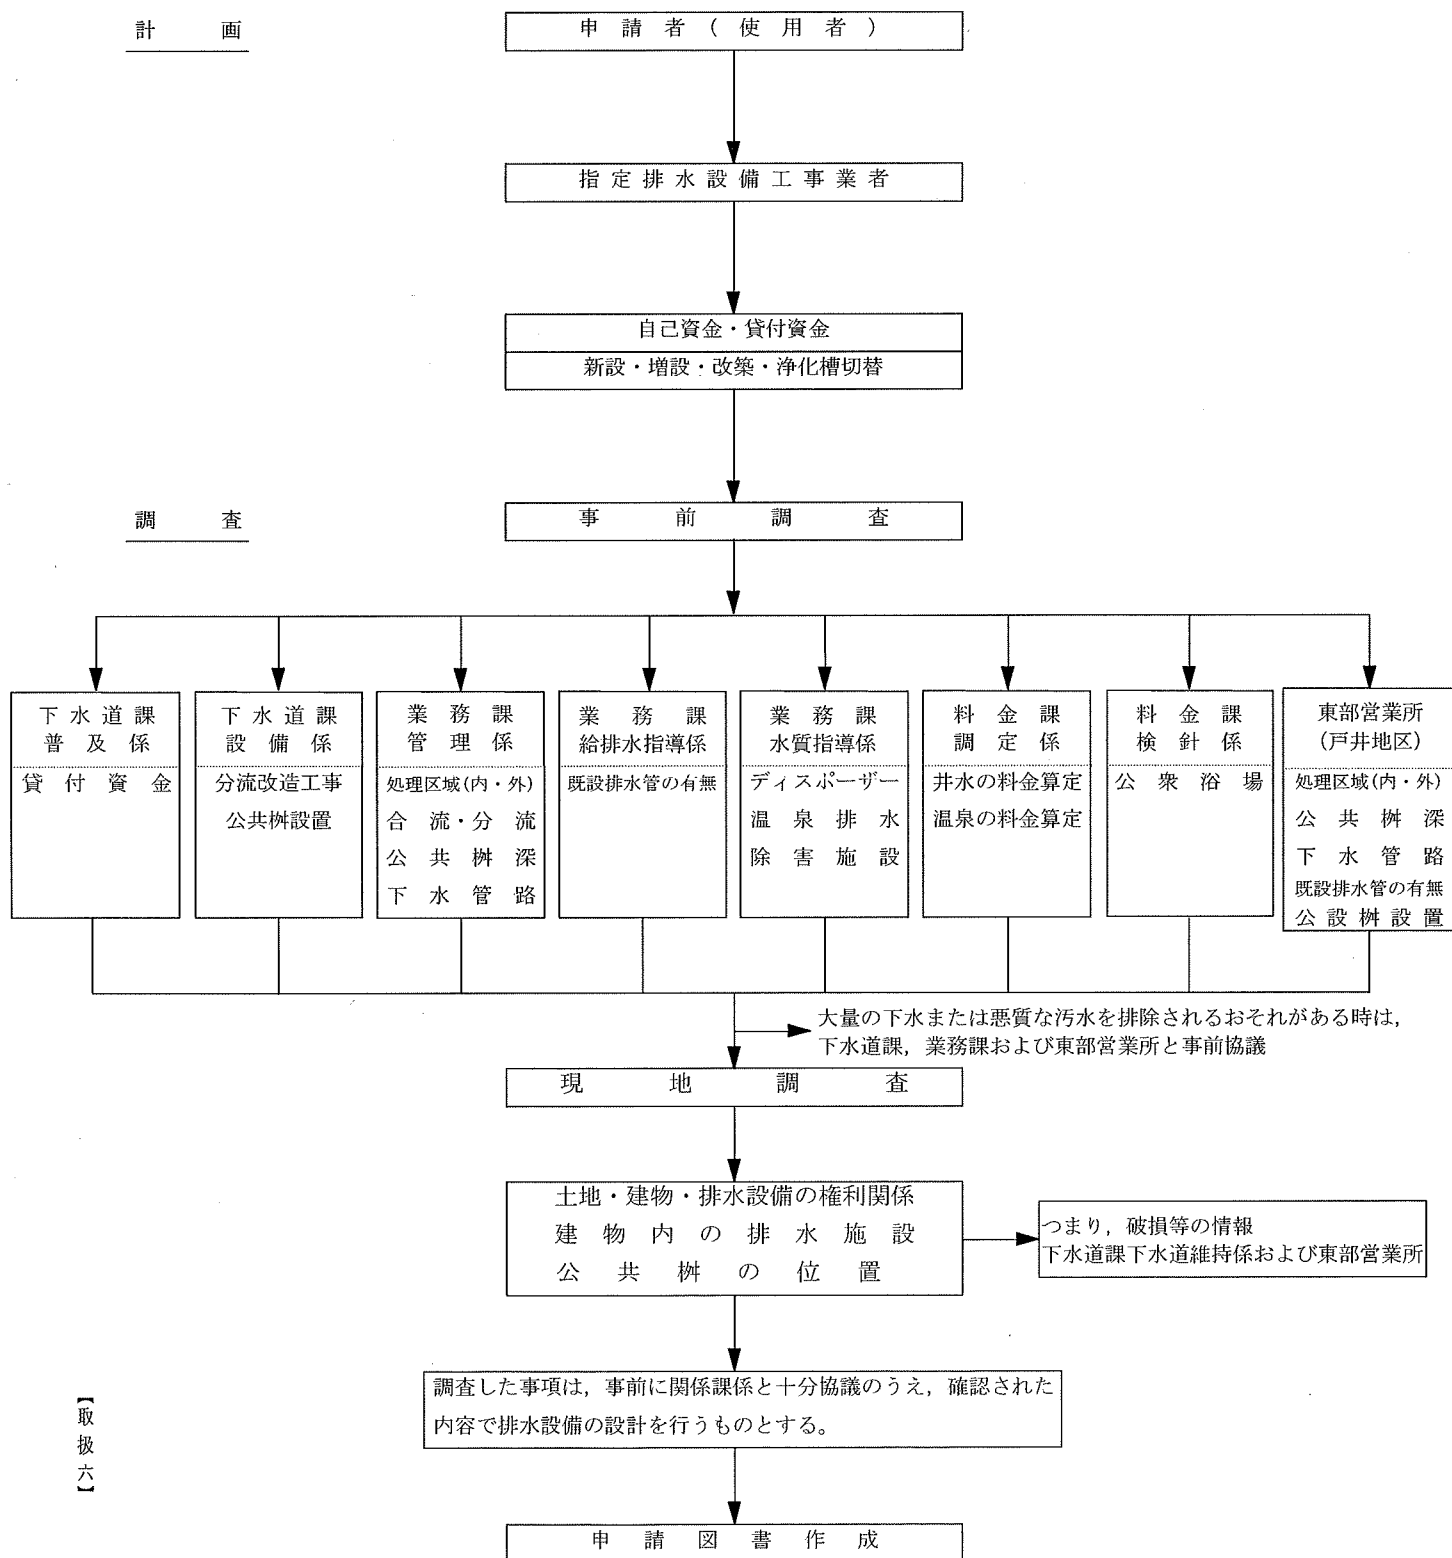 計画
申請者(使用者)
指定排水設備工事業者
自己資金・貸付資金
新設・増設・改築・浄化槽切替
調査
事前調査
下水道課
普及係
貸付資金
下水道課
設備係
分流改造工事
公共桝設置
業務課
管理係
処理区域(内・外)
合流・分流
公共桝深
下水管路
業務課
給排水指導係
既設排水管の有無
業務課
水質指導係
ディスポーザー
温泉排水
除害施設
料金課
調定係
井水の料金算定
温泉の料金算定
料金課
検針係
公衆浴場
東部営業所
(戸井地区)
処理区域(内・外)
公共桝深
下水管路
既設排水管の有無
公設桝設置
大量の下水または悪質な汚水を排除されるおそれがある時は,
下水道課,業務課および東部営業所と事前協議
現地調査
土地・建物・排水設備の権利関係
建物内の排水施設
公共桝の位置
つまり,破損等の情報
下水道課下水道維持係および東部営業所
調査した事項は,事前に関係課係と十分協議のうえ,確認された
内容で排水設備の設計を行うものとする。
【取扱六】
申請図書作成